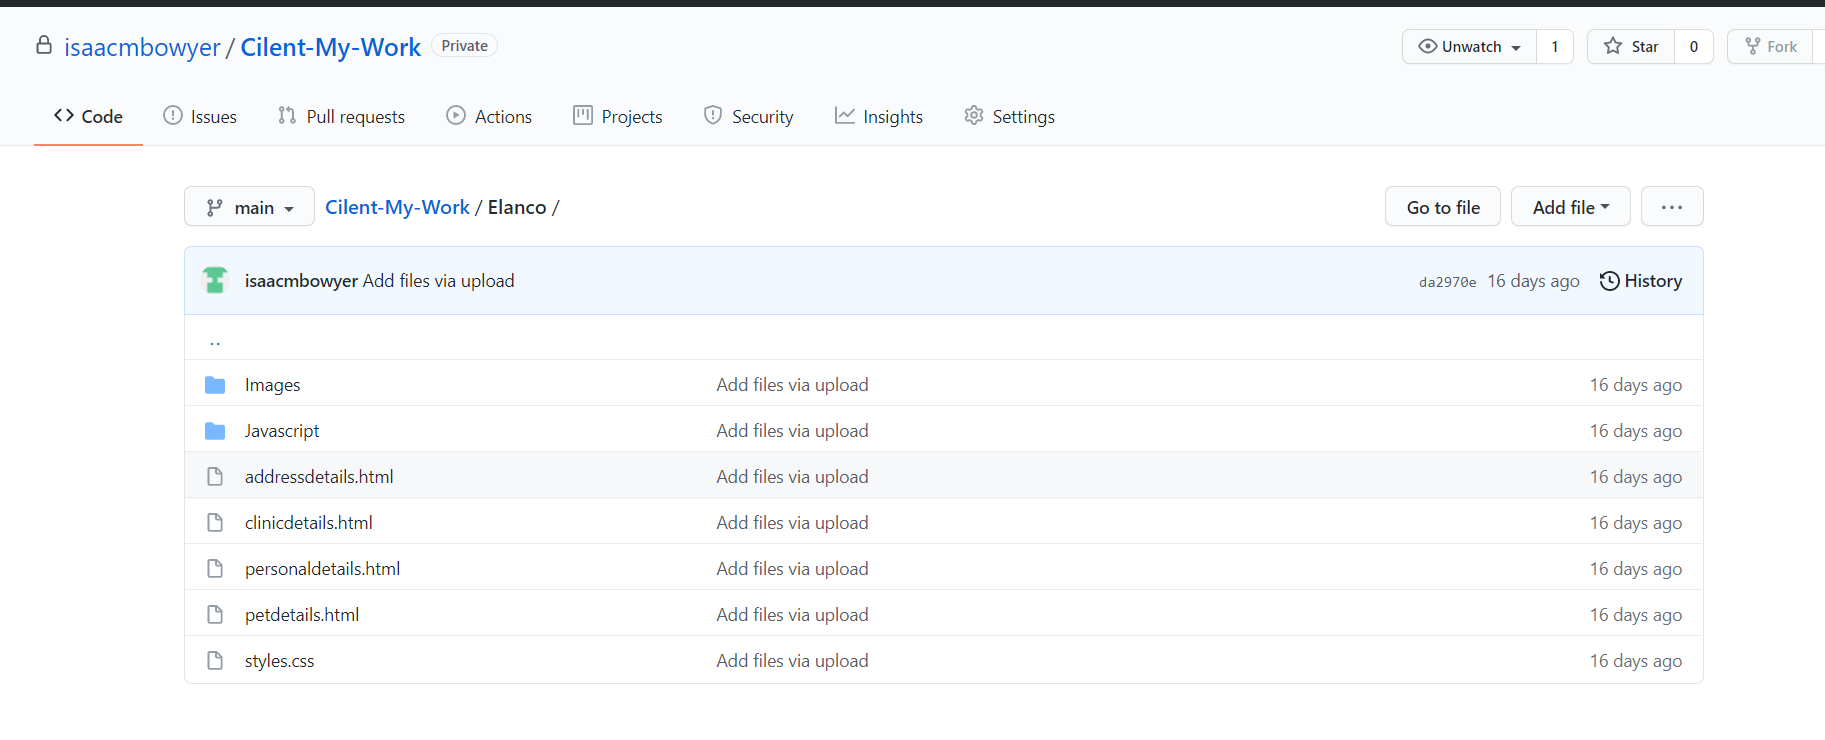 isaacmbowyer / Cilent-My-Work Private Unwatch 1 Star 0 Fork
Code Issues Pull requests Actions Projects Security Insights Settings
main Cilent-My-Work / Elanco / Go to file Add file ...
isaacmbowyer Add files via upload da2970e 16 days ago History
..
Images Add files via upload 16 days ago
Javascript Add files via upload 16 days ago
addressdetails.html Add files via upload 16 days ago
clinicdetails.html Add files via upload 16 days ago
personaldetails.html Add files via upload 16 days ago
petdetails.html Add files via upload 16 days ago
styles.css Add files via upload 16 days ago